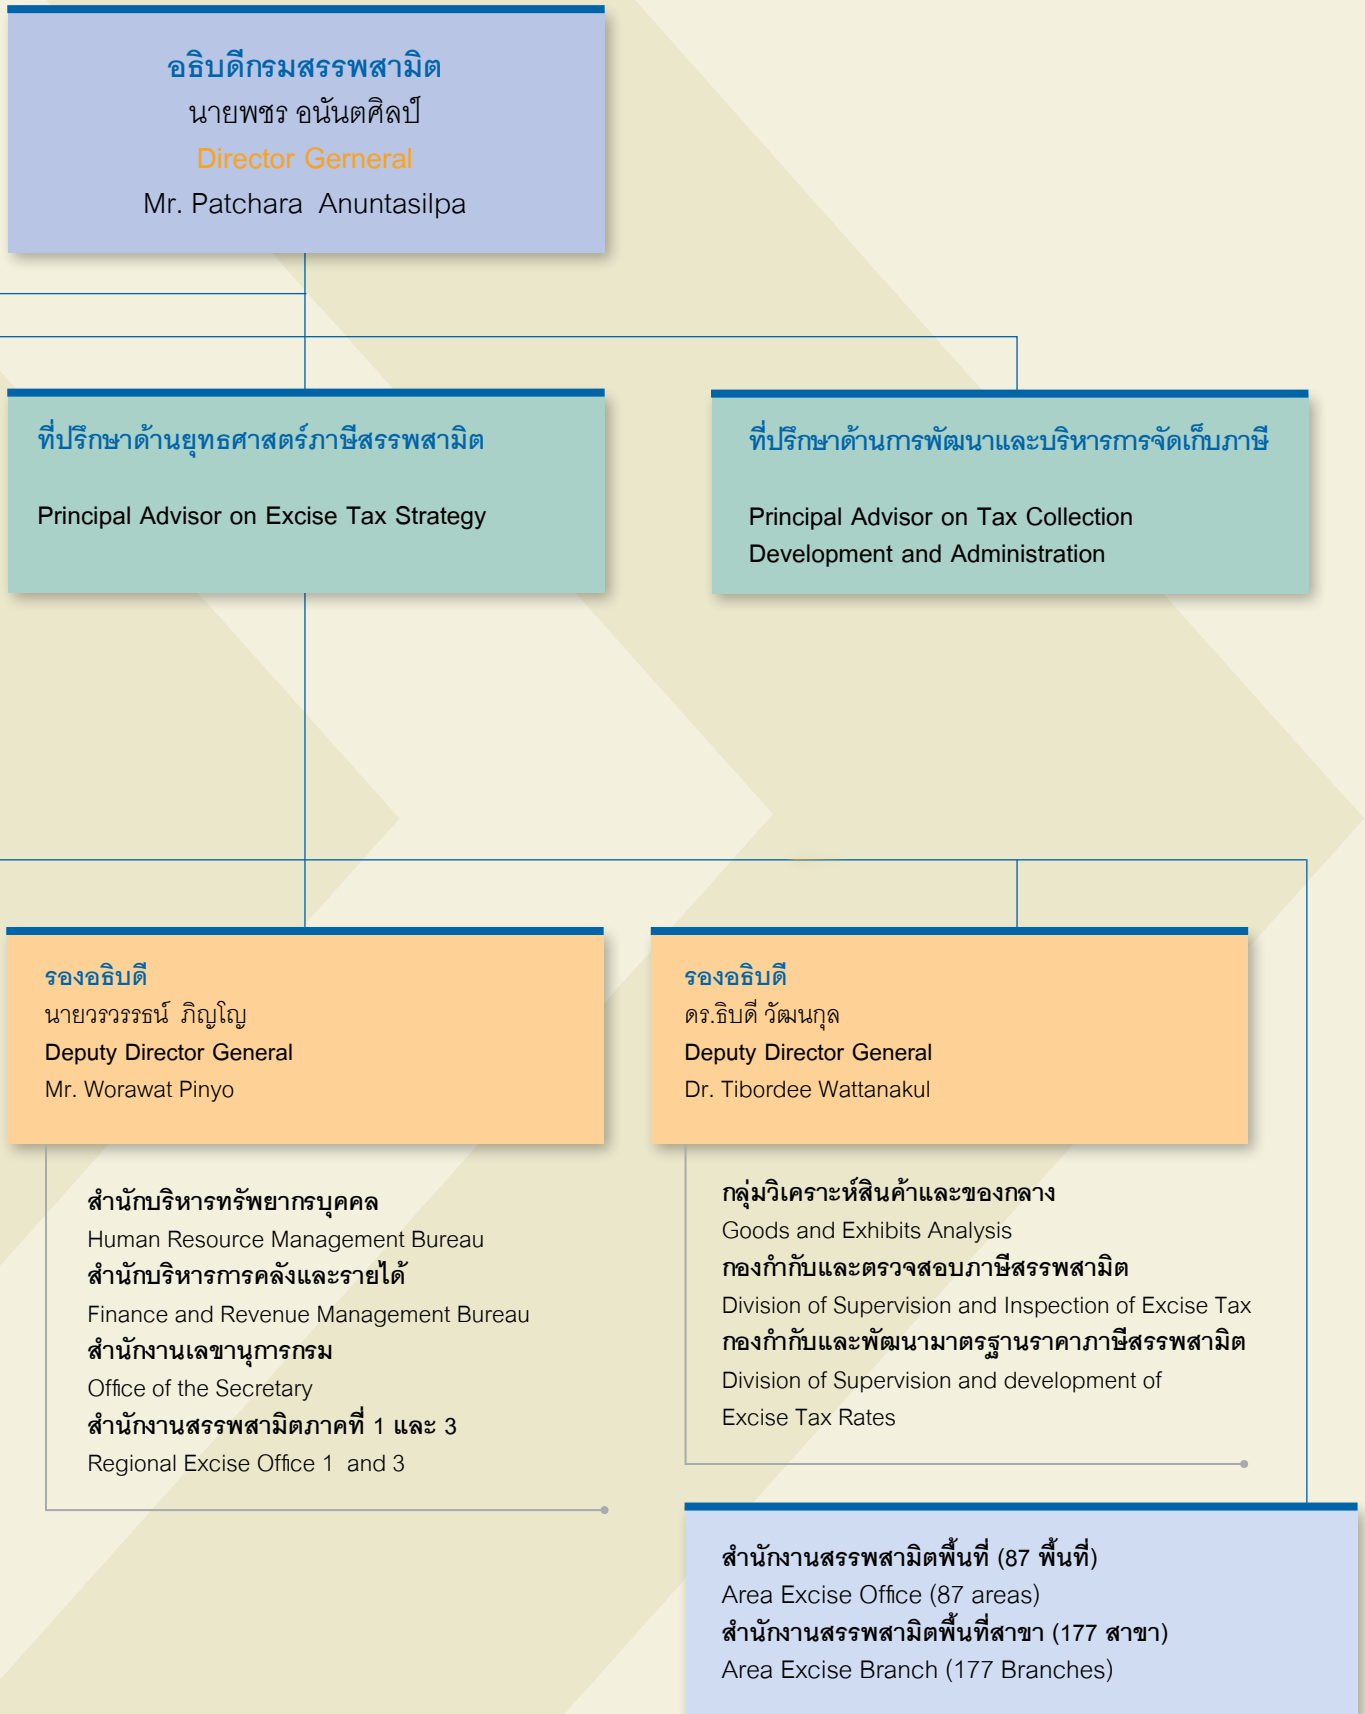 อธิบดีกรมสรรพสามิต
นายพชร อนันตศิลป์
Director Gerneral
Mr. Patchara Anuntasilpa
ที่ปรึกษาด้านยุทธศาสตร์ภาษีสรรพสามิต
Principal Advisor on Excise Tax Strategy
ที่ปรึกษาด้านการพัฒนาและบริหารการจัดเก็บภาษี
Principal Advisor on Tax Collection
Development and Administration
รองอธิบดี
นายวรวรรธน์ ภิญโญ
Deputy Director General
Mr. Worawat Pinyo
สำนักบริหารทรัพยากรบุคคล
Human Resource Management Bureau
สำนักบริหารการคลังและรายได้
Finance and Revenue Management Bureau
สำนักงานเลขานุการกรม
Office of the Secretary
สำนักงานสรรพสามิตภาคที่ 1 และ 3
Regional Excise Office 1 and 3
รองอธิบดี
ดร.ธิบดี วัฒนกุล
Deputy Director General
Dr. Tibordee Wattanakul
กลุ่มวิเคราะห์สินค้าและของกลาง
Goods and Exhibits Analysis
กองกำกับและตรวจสอบภาษีสรรพสามิต
Division of Supervision and Inspection of Excise Tax
กองกำกับและพัฒนามาตรฐานราคาภาษีสรรพสามิต
Division of Supervision and development of
Excise Tax Rates
สำนักงานสรรพสามิตพื้นที่ (87 พื้นที่)
Area Excise Office (87 areas)
สำนักงานสรรพสามิตพื้นที่สาขา (177 สาขา)
Area Excise Branch (177 Branches)